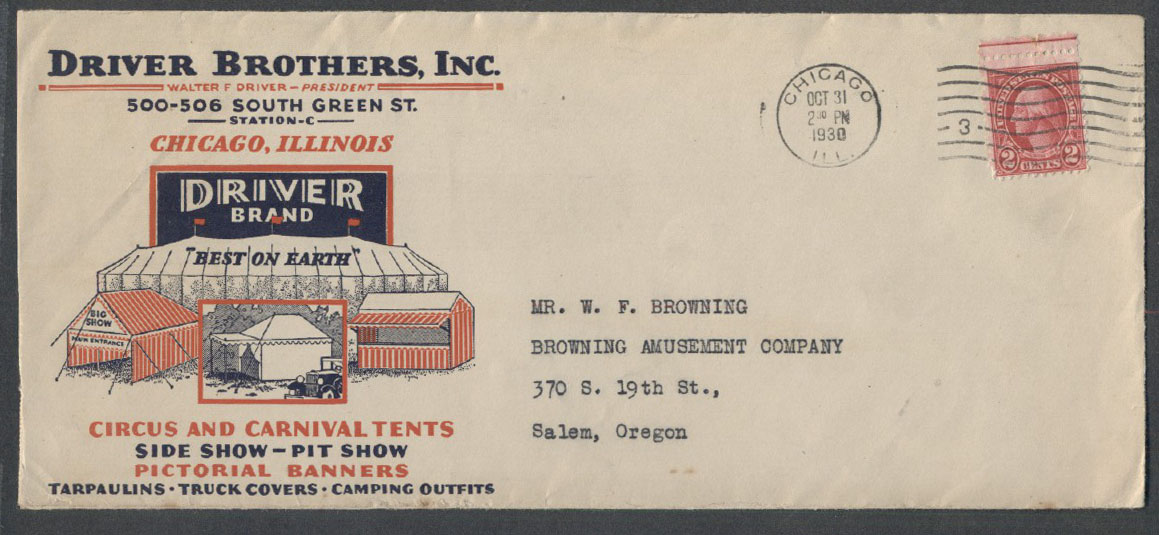 DRIVER BROTHERS, INC.
WALTER F DRIVER - PRESIDENT
500-506 SOUTH GREEN ST.
STATION-C
CHICAGO, ILLINOIS
DRIVER
BRAND
"BEST ON EARTH"
BIG
SHOW
MAIN ENTRANCE
CIRCUS AND CARNIVAL TENTS
SIDE SHOW - PIT SHOW
PICTORIAL BANNERS
TARPAULINS · TRUCK COVERS · CAMPING OUTFITS
CHICAGO
OCT 31
2 30 PM
1930
ILL.
3
2 CENTS 2
MR. W. F. BROWNING
BROWNING AMUSEMENT COMPANY
370 S. 19th St.,
Salem, Oregon